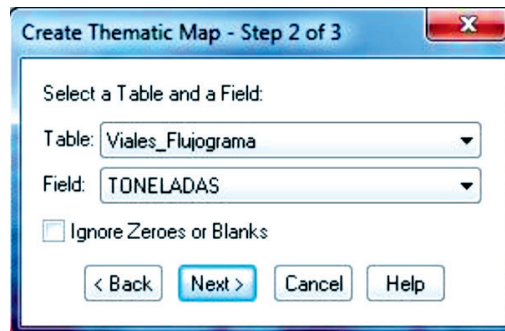 Create Thematic Map - Step 2 of 3
Select a Table and a Field:
Table: Viales_Flujograma
Field: TONELADAS
Ignore Zeroes or Blanks
< Back Next > Cancel Help